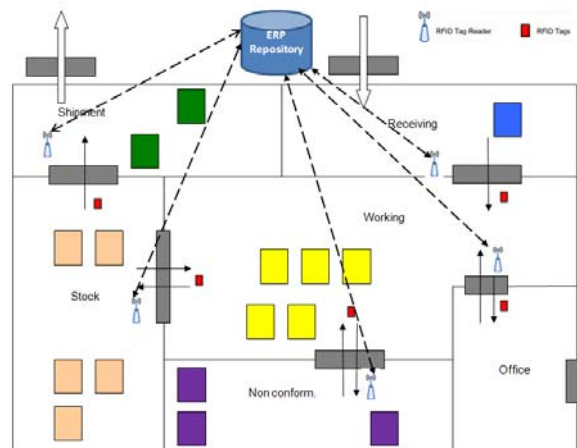 ERP
Repository
RFID Tag Reader
RFID Tags
Shipment
Receiving
Working
Stock
Office
Non conform.